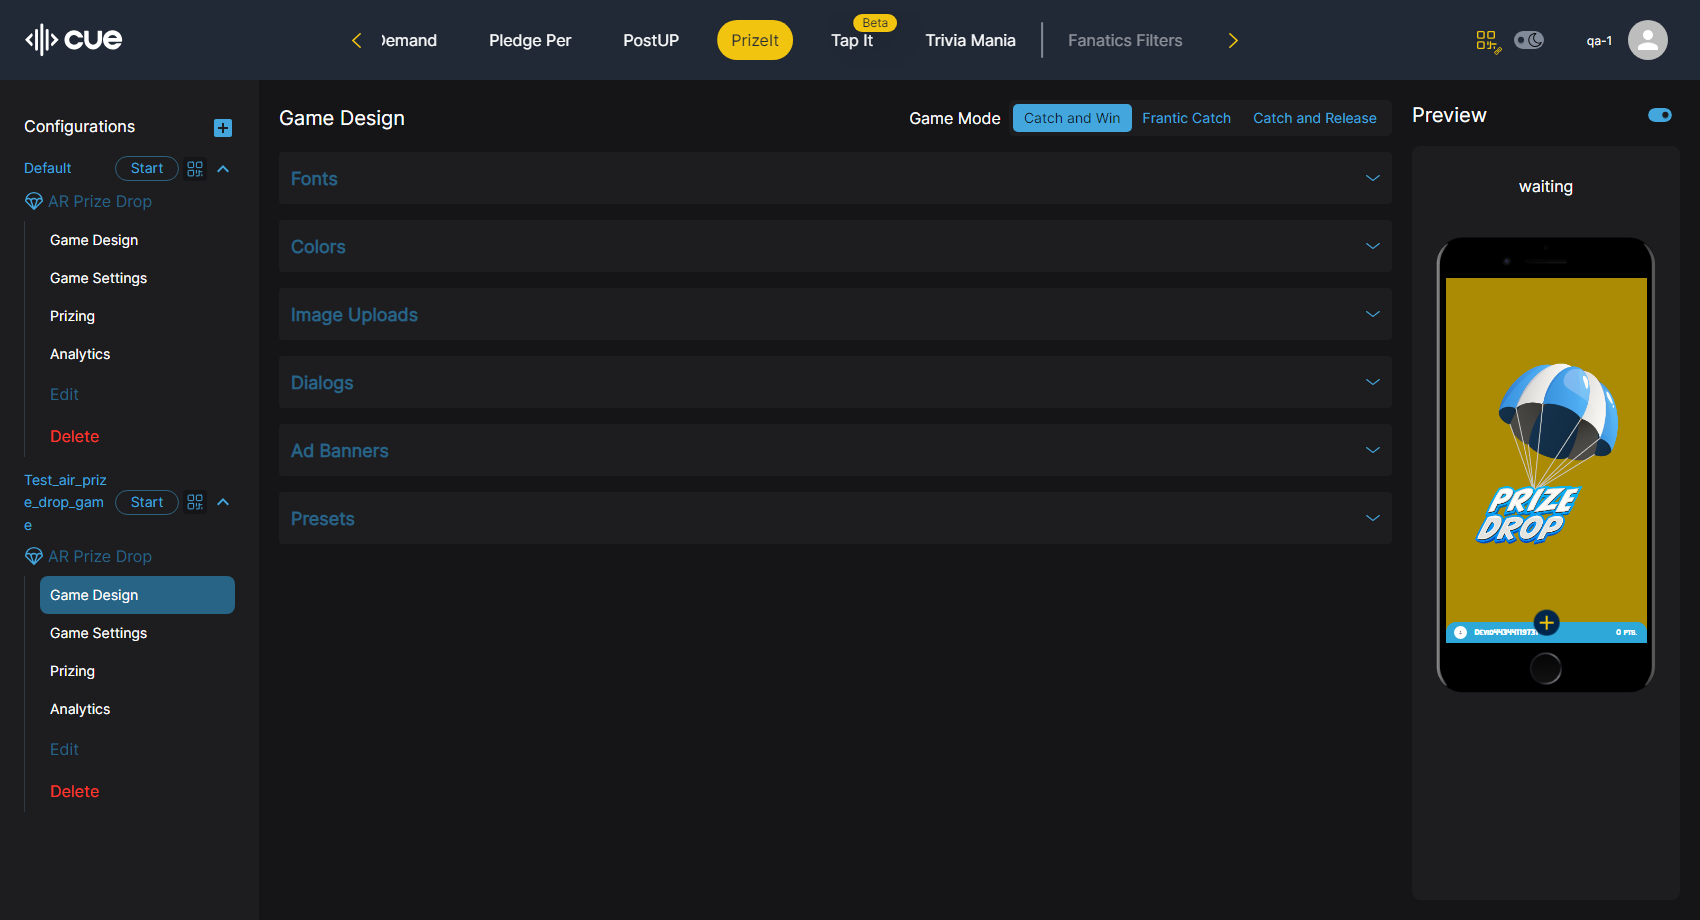 cue
Demand
Pledge Per
PostUP
PrizeIt
Beta
Tap It
Trivia Mania
Fanatics Filters
qa-1
Configurations
Default
Start
AR Prize Drop
Game Design
Game Settings
Prizing
Analytics
Edit
Delete
Test_air_priz
e_drop_gam
e
Start
AR Prize Drop
Game Design
Game Settings
Prizing
Analytics
Edit
Delete
Game Design
Game Mode
Catch and Win
Frantic Catch
Catch and Release
Fonts
Colors
Image Uploads
Dialogs
Ad Banners
Presets
Preview
waiting
PRIZE
DROP
0 PTS.